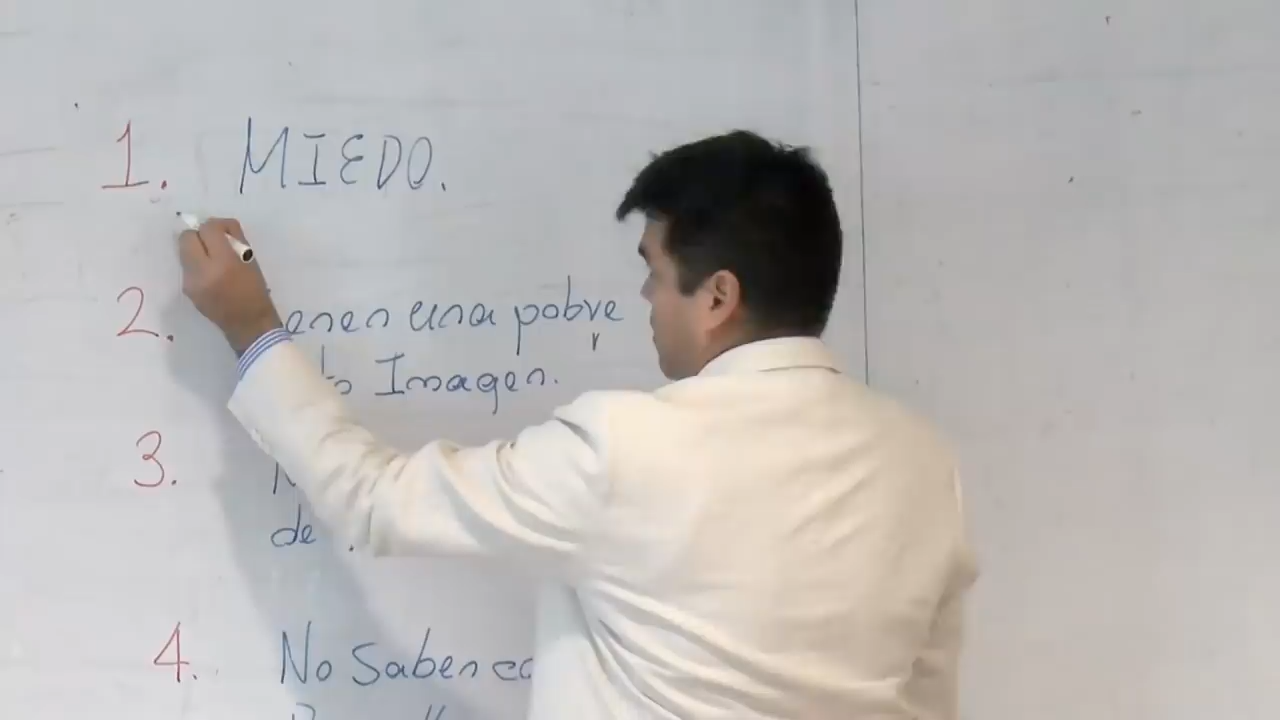 1. MIEDO.
2. enen una pobre
Imagen.
3.
de
4. No Saben